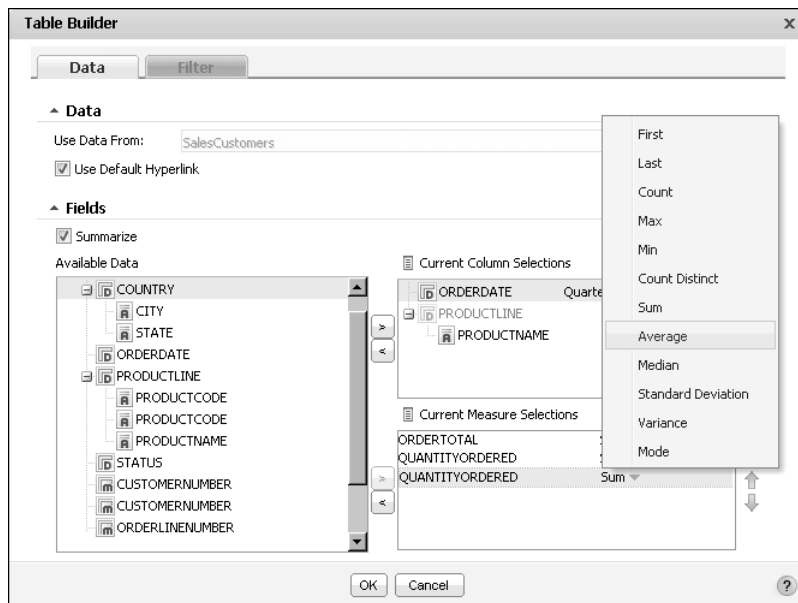 Table Builder
x
Data
Filter
Data
Use Data From:
SalesCustomers
Use Default Hyperlink
Fields
Summarize
Available Data
COUNTRY
CITY
STATE
ORDERDATE
PRODUCTLINE
PRODUCTCODE
PRODUCTCODE
PRODUCTNAME
STATUS
CUSTOMERNUMBER
CUSTOMERNUMBER
ORDERLINENUMBER
>
<
>
<
Current Column Selections
ORDERDATE Quarte
PRODUCTLINE
PRODUCTNAME
Current Measure Selections
ORDERTOTAL
QUANTITYORDERED
QUANTITYORDERED Sum
First
Last
Count
Max
Min
Count Distinct
Sum
Average
Median
Standard Deviation
Variance
Mode
OK
Cancel
?